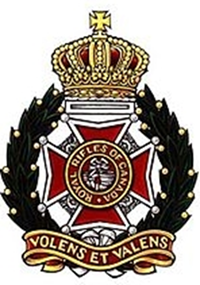 ROYAL RIFLES OF CANADA
VOLENS ET VALENS